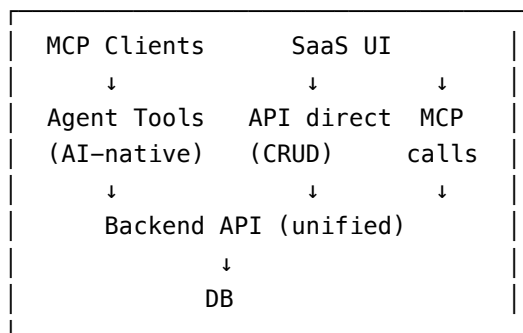 MCP Clients SaaS UI
↓ ↓ ↓
Agent Tools API direct MCP
(AI-native) (CRUD) calls
↓ ↓ ↓
Backend API (unified)
↓
DB